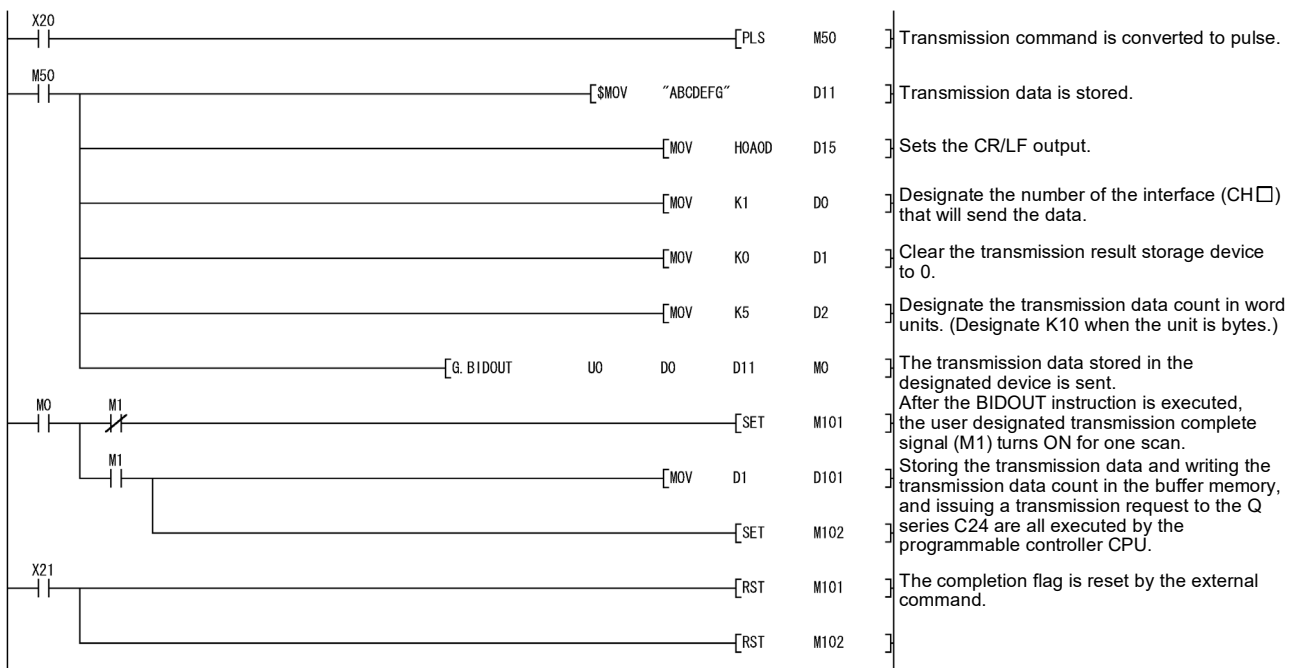 X20
[PLS M50 ] Transmission command is converted to pulse.
M50
[$MOV "ABCDEFG" D11 ] Transmission data is stored.
[MOV H0A0D D15 ] Sets the CR/LF output.
[MOV K1 D0 ] Designate the number of the interface (CH□)
that will send the data.
[MOV K0 D1 ] Clear the transmission result storage device
to 0.
[MOV K5 D2 ] Designate the transmission data count in word
units. (Designate K10 when the unit is bytes.)
[G.BIDOUT U0 D0 D11 M0 ] The transmission data stored in the
designated device is sent.
M0 M1
[SET M101 ] After the BIDOUT instruction is executed,
the user designated transmission complete
signal (M1) turns ON for one scan.
M1
[MOV D1 D101 ] Storing the transmission data and writing the
transmission data count in the buffer memory,
and issuing a transmission request to the Q
[SET M102 ] series C24 are all executed by the
programmable controller CPU.
X21
[RST M101 ] The completion flag is reset by the external
command.
[RST M102 ]